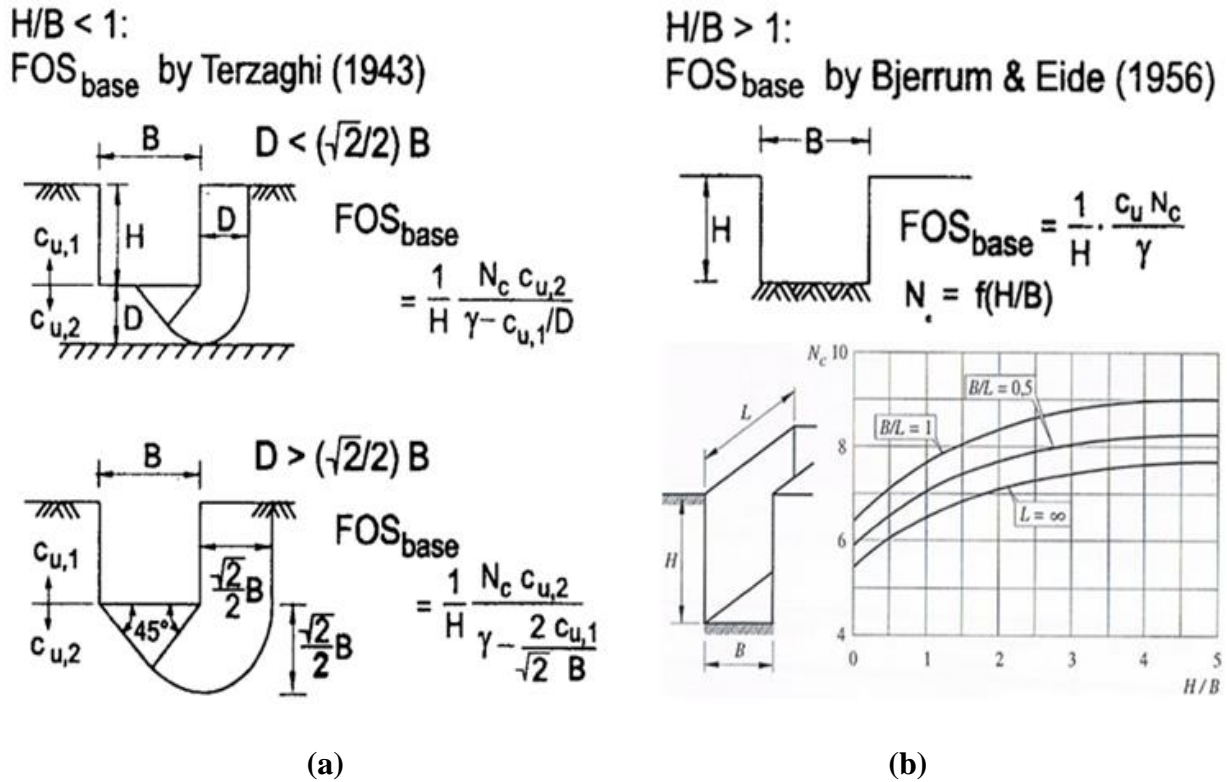 H/B < 1:
FOS_base by Terzaghi (1943)
B
D < (√2/2) B
D
H
c_u,1
c_u,2
D
FOS_base
= 1/H N_c c_u,2 / γ - c_u,1/D
B
D > (√2/2) B
c_u,1
c_u,2
45°
√2/2 B
√2/2 B
FOS_base
= 1/H N_c c_u,2 / γ - 2 c_u,1 / √2 B
(a)
H/B > 1:
FOS_base by Bjerrum & Eide (1956)
B
H
FOS_base = 1/H · c_u N_c / γ
N_c = f(H/B)
L
H
B
N_c 10
8
6
4
B/L = 0,5
B/L = 1
L = ∞
0 1 2 3 4 5
H / B
(b)